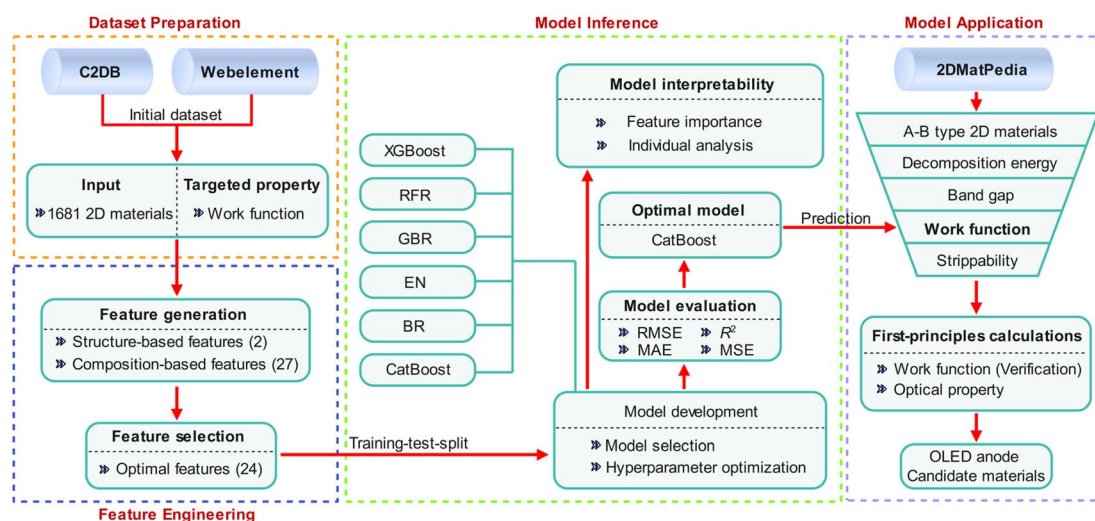 Dataset Preparation
C2DB
Webelement
Initial dataset
Input
1681 2D materials
Targeted property
Work function
Feature generation
Structure-based features (2)
Composition-based features (27)
Feature selection
Optimal features (24)
Feature Engineering
Training-test-split
Model Inference
XGBoost
RFR
GBR
EN
BR
CatBoost
Model interpretability
Feature importance
Individual analysis
Optimal model
CatBoost
Model evaluation
RMSE R²
MAE MSE
Model development
Model selection
Hyperparameter optimization
Prediction
Model Application
2DMatPedia
A-B type 2D materials
Decomposition energy
Band gap
Work function
Strippability
First-principles calculations
Work function (Verification)
Optical property
OLED anode
Candidate materials